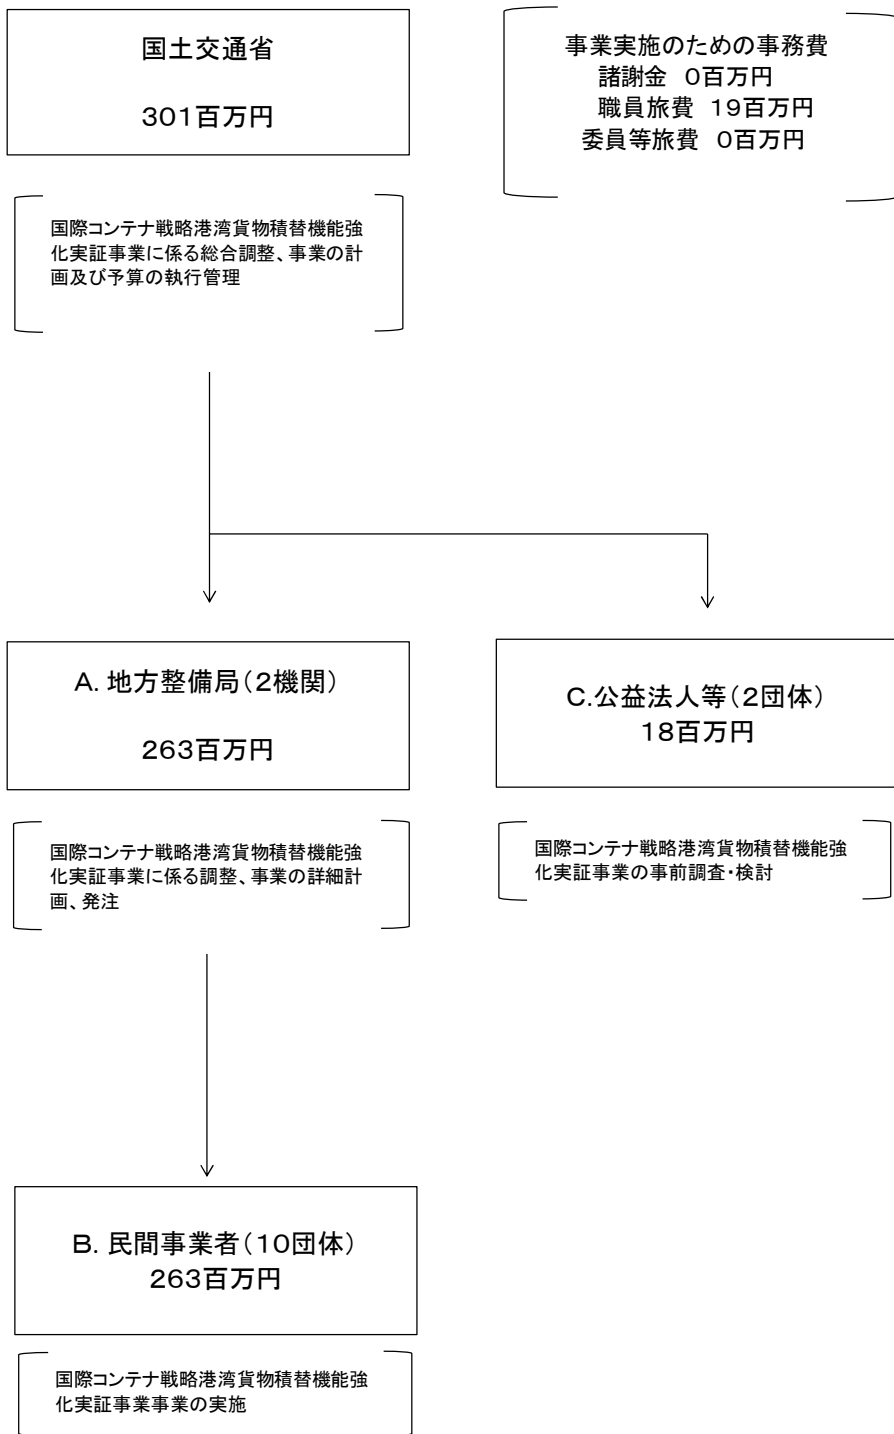 国土交通省
301百万円
事業実施のための事務費
諸謝金 0百万円
職員旅費 19百万円
委員等旅費 0百万円
国際コンテナ戦略港湾貨物積替機能強
化実証事業に係る総合調整、事業の計
画及び予算の執行管理
A. 地方整備局(2機関)
263百万円
C.公益法人等(2団体)
18百万円
国際コンテナ戦略港湾貨物積替機能強
化実証事業に係る調整、事業の詳細計
画、発注
国際コンテナ戦略港湾貨物積替機能強
化実証事業の事前調査・検討
B. 民間事業者(10団体)
263百万円
国際コンテナ戦略港湾貨物積替機能強
化実証事業事業の実施